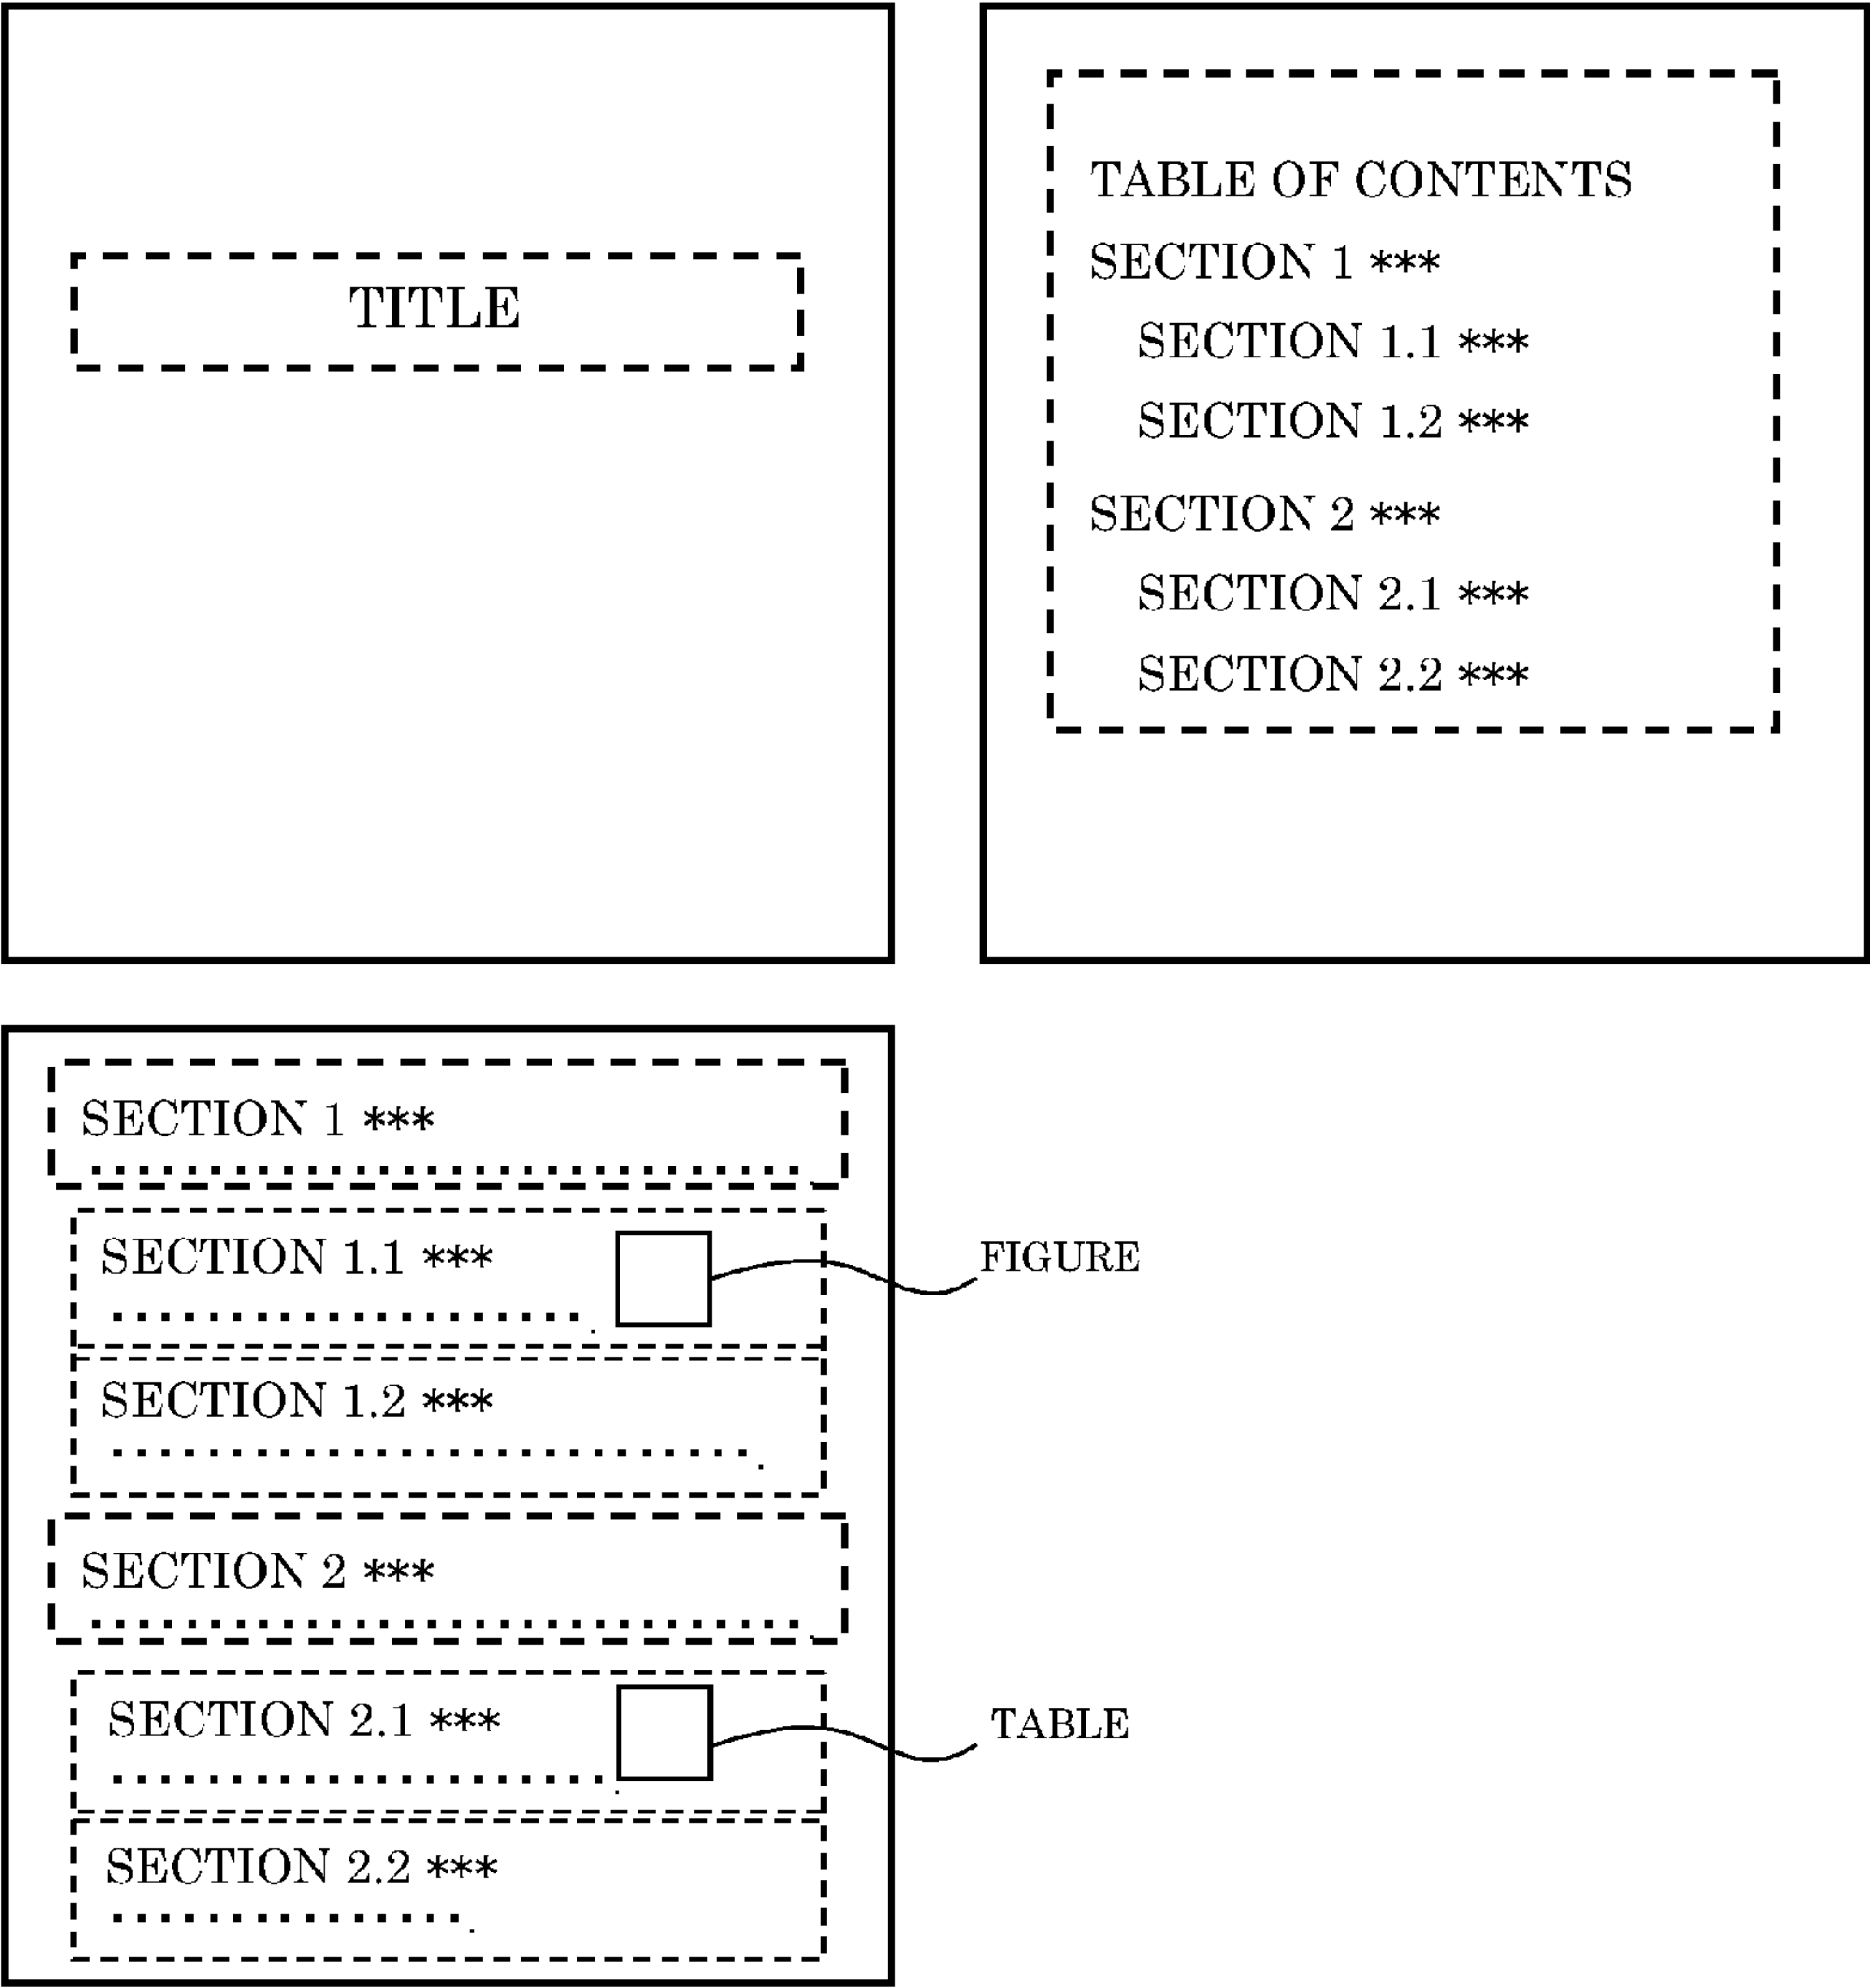 TITLE
TABLE OF CONTENTS
SECTION 1 ***
SECTION 1.1 ***
SECTION 1.2 ***
SECTION 2 ***
SECTION 2.1 ***
SECTION 2.2 ***
SECTION 1 ***
SECTION 1.1 ***
FIGURE
SECTION 1.2 ***
SECTION 2 ***
SECTION 2.1 ***
TABLE
SECTION 2.2 ***